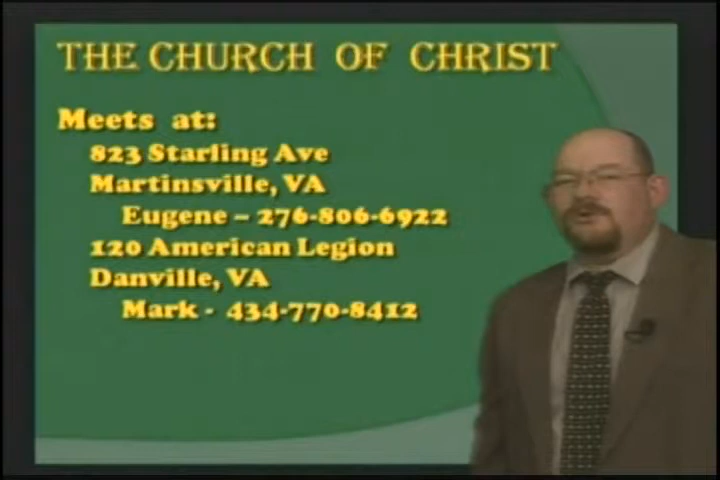 THE CHURCH OF CHRIST
Meets at:
823 Starling Ave
Martinsville, VA
Eugene – 276-806-6922
120 American Legion
Danville, VA
Mark - 434-770-8412